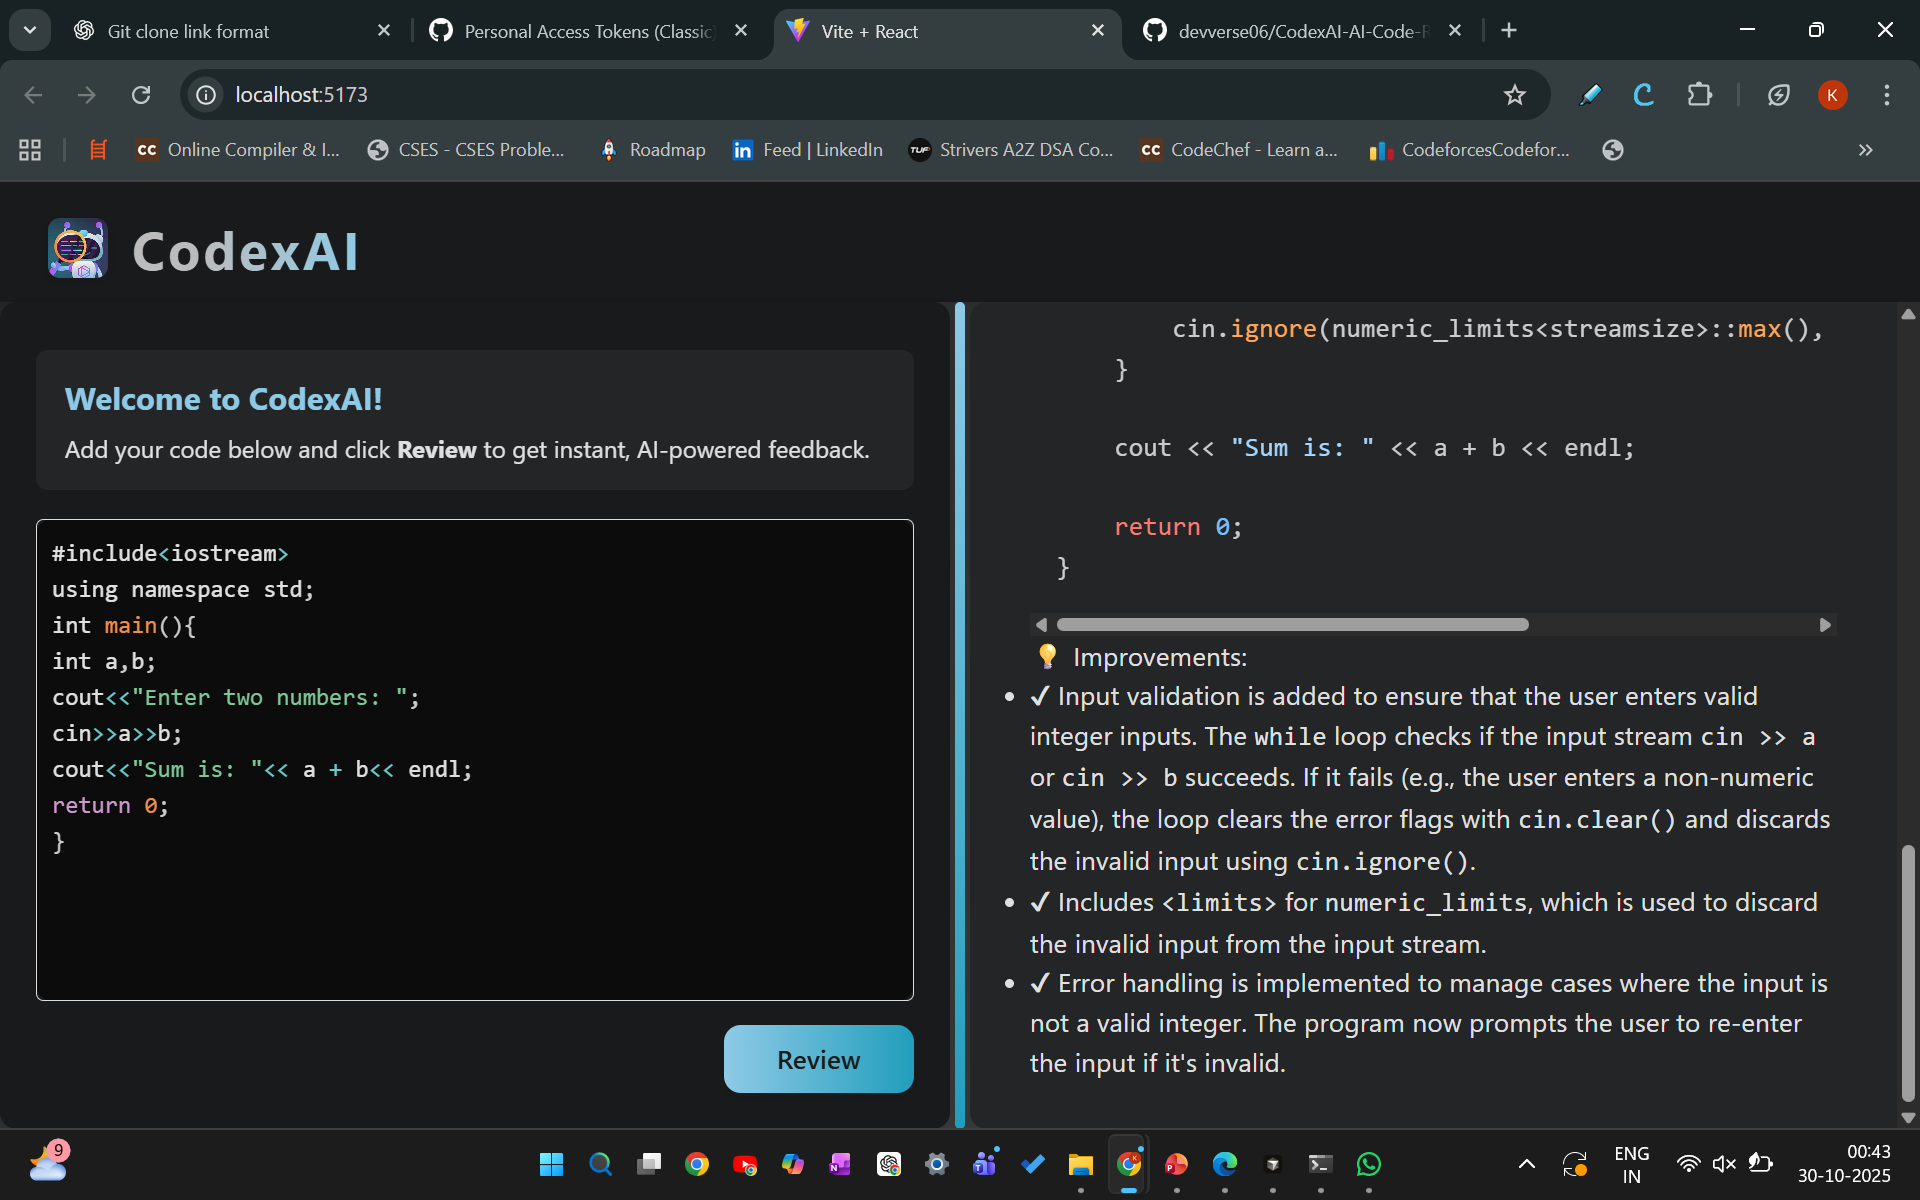 Git clone link format
Personal Access Tokens (Classic)
Vite + React
devverse06/CodexAI-AI-Code-R
localhost:5173
K
CC Online Compiler & I...
CSES - CSES Proble...
Roadmap
in Feed | LinkedIn
TUF Strivers A2Z DSA Co...
CC CodeChef - Learn a...
CodeforcesCodefor...
CodexAI
Welcome to CodexAI!
Add your code below and click Review to get instant, AI-powered feedback.
#include<iostream>
using namespace std;
int main(){
int a,b;
cout<<"Enter two numbers: ";
cin>>a>>b;
cout<<"Sum is: "<< a + b<< endl;
return 0;
}
Review
cin.ignore(numeric_limits<streamsize>::max(),
}
cout << "Sum is: " << a + b << endl;
return 0;
}
💡 Improvements:
• ✔ Input validation is added to ensure that the user enters valid
integer inputs. The while loop checks if the input stream cin >> a
or cin >> b succeeds. If it fails (e.g., the user enters a non-numeric
value), the loop clears the error flags with cin.clear() and discards
the invalid input using cin.ignore().
• ✔ Includes <limits> for numeric_limits, which is used to discard
the invalid input from the input stream.
• ✔ Error handling is implemented to manage cases where the input is
not a valid integer. The program now prompts the user to re-enter
the input if it's invalid.
9
ENG
IN
00:43
30-10-2025